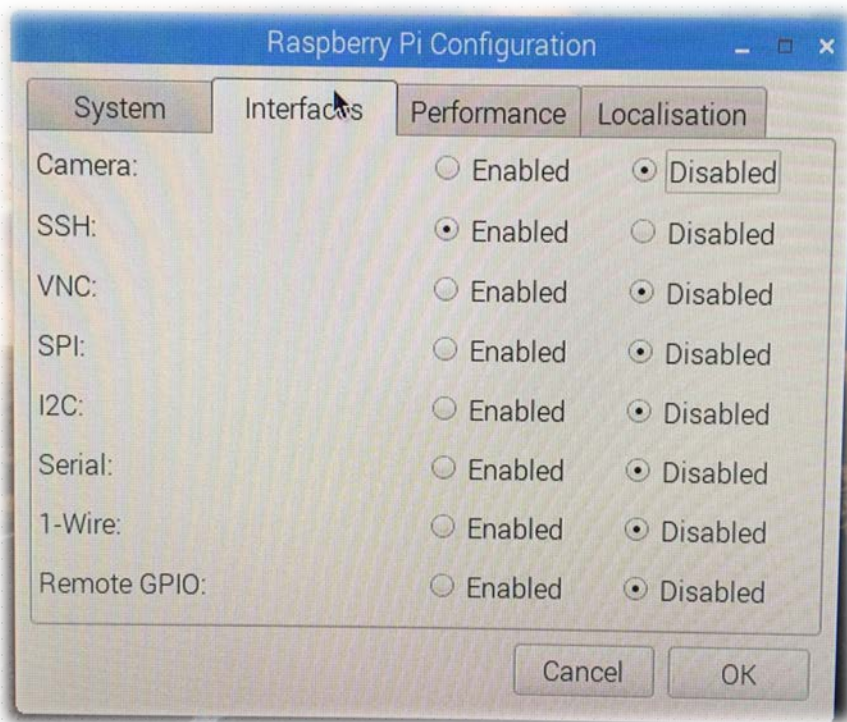 Raspberry Pi Configuration
System Interfaces Performance Localisation
Camera: Enabled Disabled
SSH: Enabled Disabled
VNC: Enabled Disabled
SPI: Enabled Disabled
I2C: Enabled Disabled
Serial: Enabled Disabled
1-Wire: Enabled Disabled
Remote GPIO: Enabled Disabled
Cancel OK